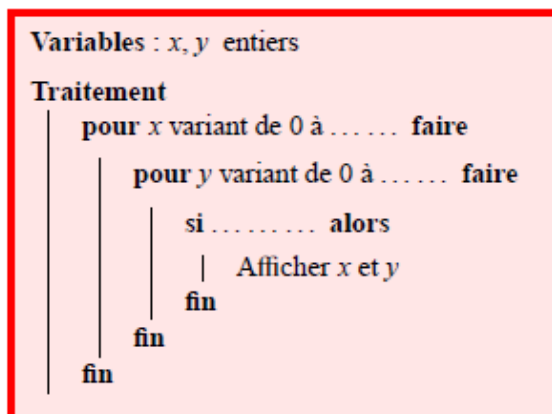 Variables : x, y entiers
Traitement
pour x variant de 0 à ...... faire
pour y variant de 0 à ...... faire
si ......... alors
Afficher x et y
fin
fin
fin